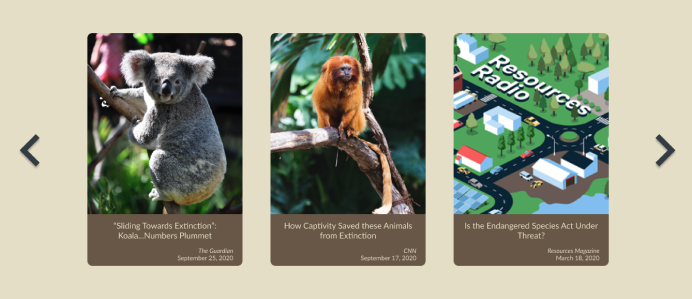 "Sliding Towards Extinction":
Koala...Numbers Plummet
The Guardian
September 25, 2020
How Captivity Saved these Animals
from Extinction
CNN
September 17, 2020
Resources
Radio
Is the Endangered Species Act Under
Threat?
Resources Magazine
March 18, 2020